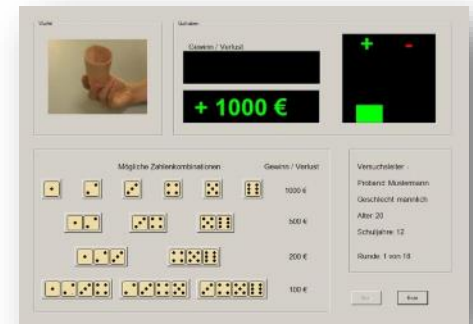 Würfel
Guthaben
Gewinn / Verlust
+ -
+ 1000 €
Mögliche Zahlenkombinationen
Gewinn / Verlust
1000 €
500 €
200 €
100 €
Versuchsleiter: -
Proband: Mustermann
Geschlecht: männlich
Alter: 20
Schuljahre: 12
Runde: 1 von 18